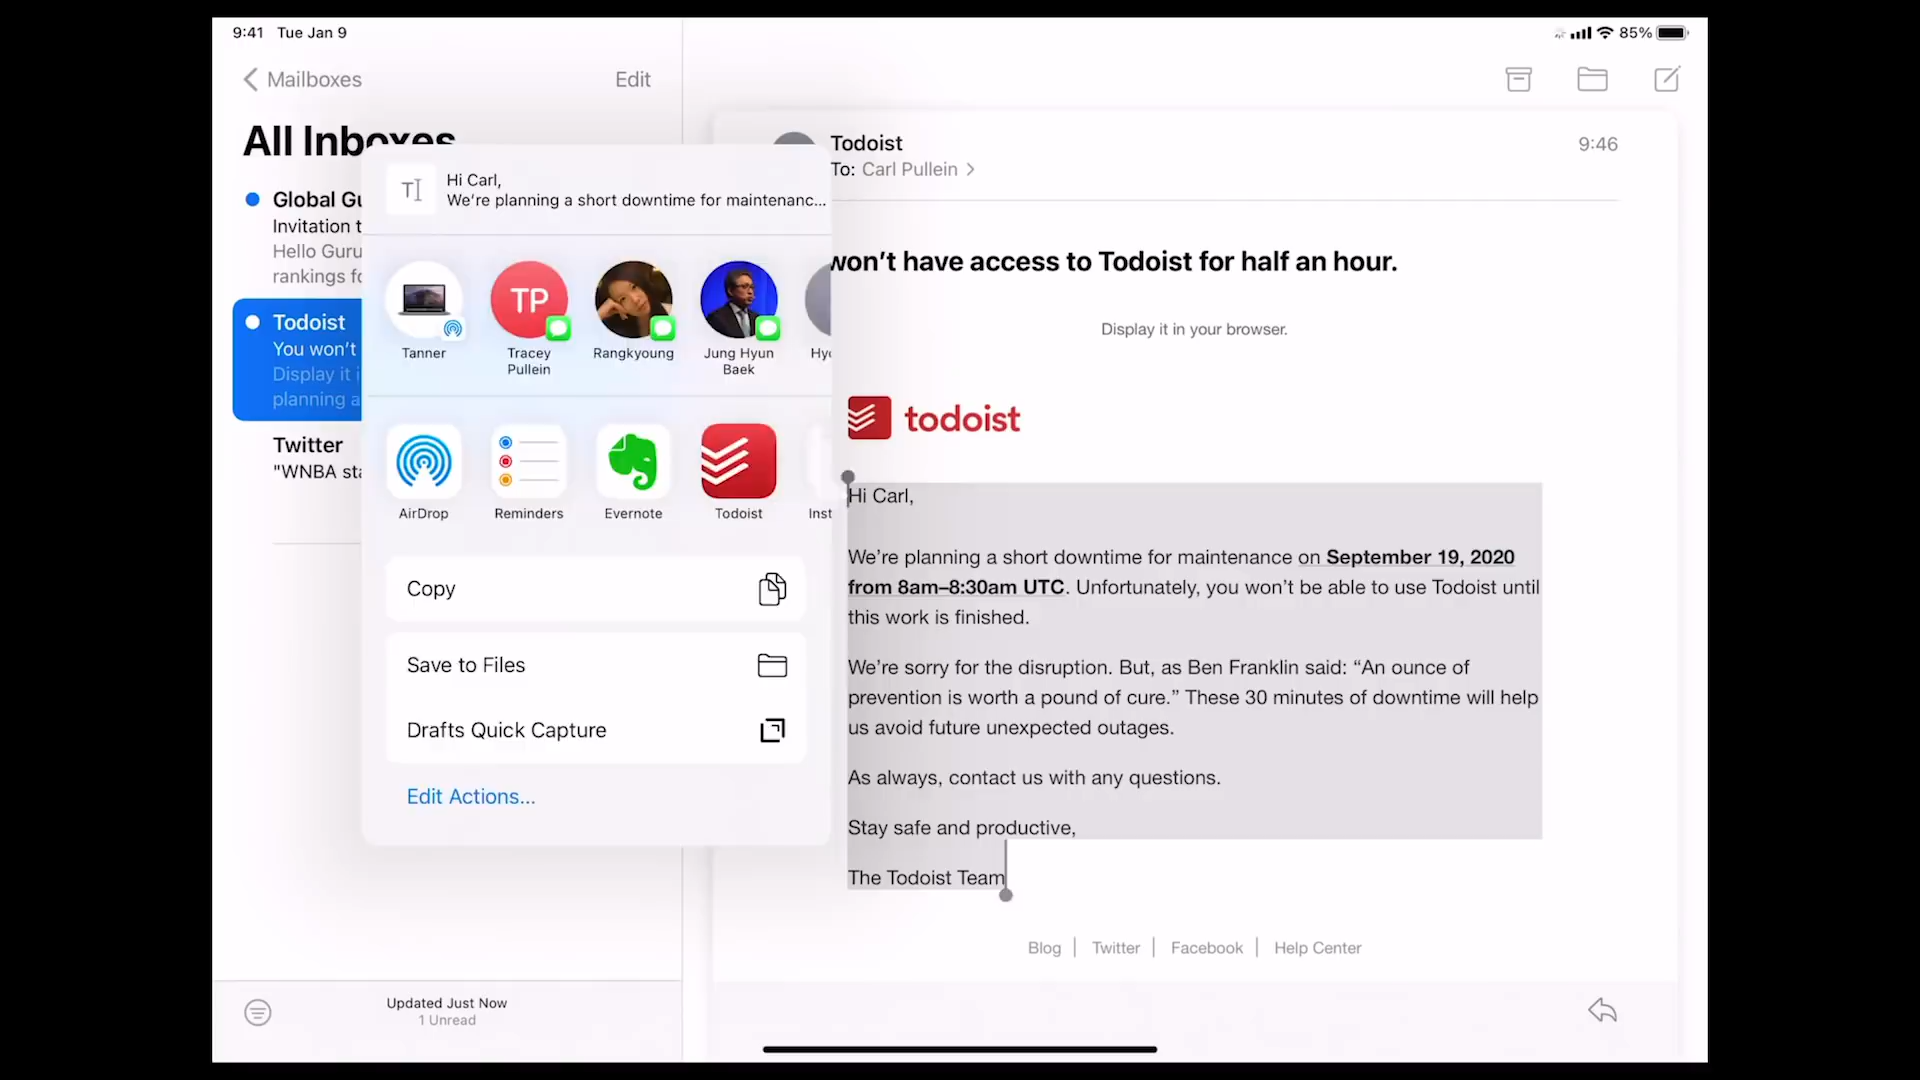 9:41 Tue Jan 9
85%
Mailboxes
Edit
All Inboxes
Global Gu
Invitation t
Hello Guru
rankings fo
Todoist
You won't
Display it i
planning a
Twitter
"WNBA sta
Updated Just Now
1 Unread
Hi Carl,
We're planning a short downtime for maintenanc...
Tanner
TP
Tracey
Pullein
Rangkyoung
Jung Hyun
Baek
Hyo
AirDrop
Reminders
Evernote
Todoist
Inst
Copy
Save to Files
Drafts Quick Capture
Edit Actions...
Todoist
9:46
To: Carl Pullein
won't have access to Todoist for half an hour.
Display it in your browser.
todoist
Hi Carl,
We're planning a short downtime for maintenance on September 19, 2020
from 8am–8:30am UTC. Unfortunately, you won't be able to use Todoist until
this work is finished.
We're sorry for the disruption. But, as Ben Franklin said: “An ounce of
prevention is worth a pound of cure.” These 30 minutes of downtime will help
us avoid future unexpected outages.
As always, contact us with any questions.
Stay safe and productive,
The Todoist Team
Blog | Twitter | Facebook | Help Center